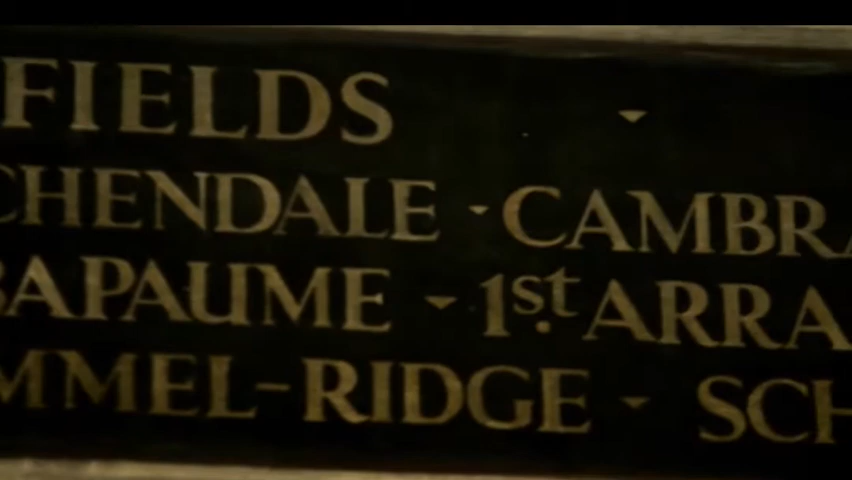 FIELDS
CHENDALE · CAMBRA
BAPAUME · 1st ARRA
MMEL-RIDGE · SCH